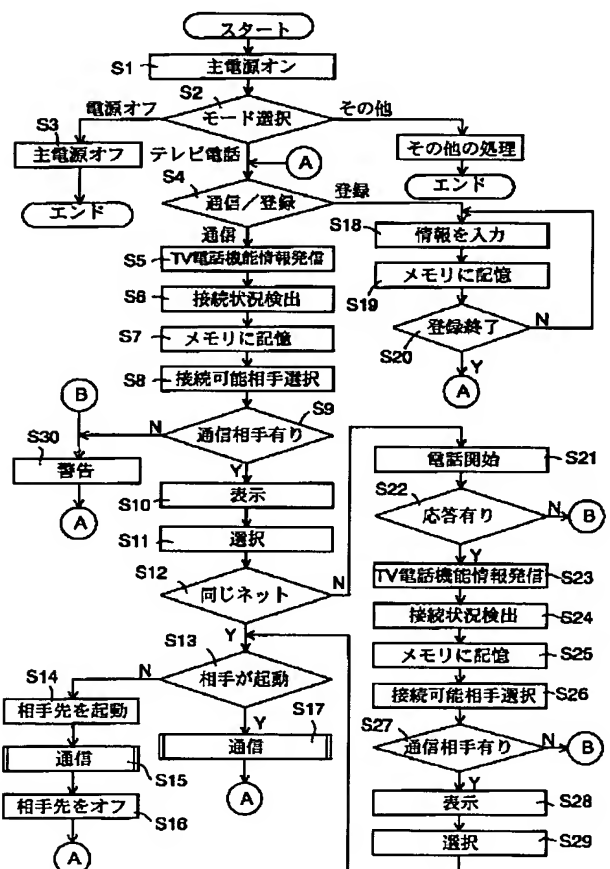 スタート
S1
主電源オン
S2
モード選択
電源オフ
その他
S3
主電源オフ
エンド
テレビ電話
A
その他の処理
エンド
S4
通信/登録
登録
通信
S5
TV電話機能情報発信
S6
接続状況検出
S7
メモリに記憶
S8
接続可能相手選択
S18
情報を入力
S19
メモリに記憶
S20
登録終了
N
Y
A
B
S9
通信相手有り
N
Y
S30
警告
A
S10
表示
S11
選択
S12
同じネット
N
Y
S13
相手が起動
N
Y
S14
相手先を起動
通信
S15
相手先をオフ
S16
A
S17
通信
A
電話開始
S21
S22
応答有り
N
B
Y
TV電話機能情報発信
S23
接続状況検出
S24
メモリに記憶
S25
接続可能相手選択
S26
S27
通信相手有り
N
B
Y
表示
S28
選択
S29